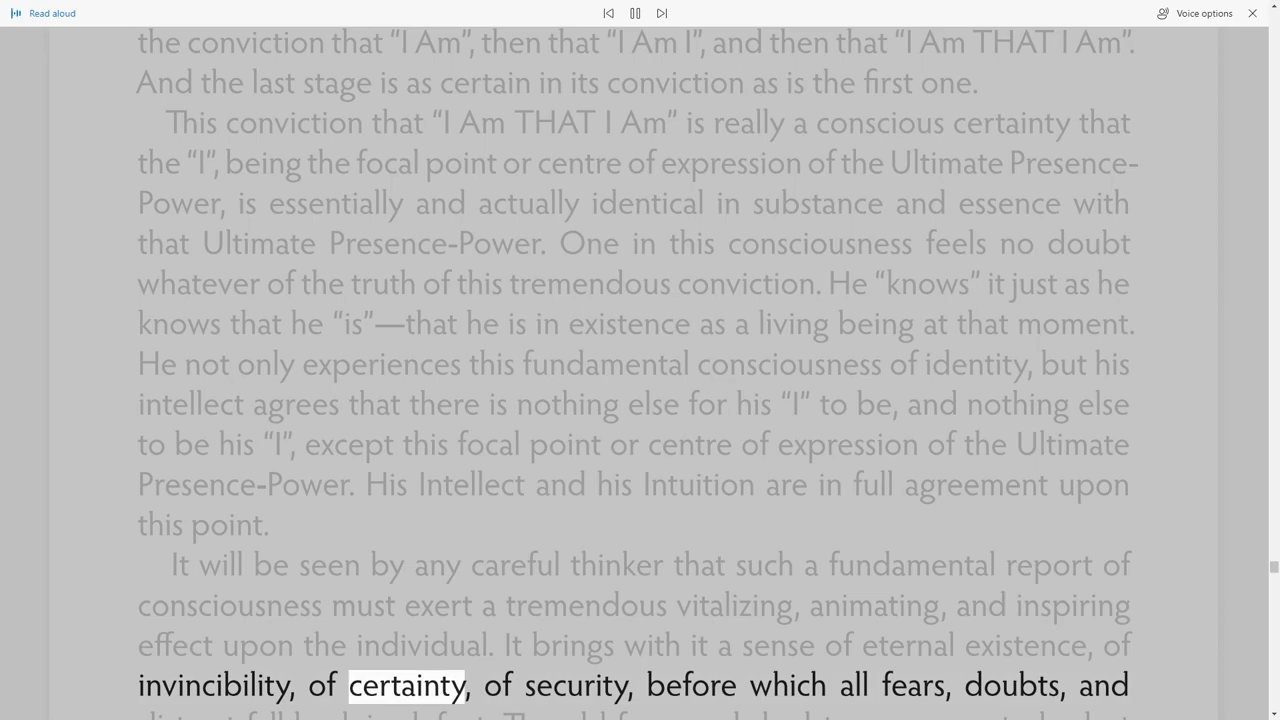 Read aloud
Voice options
the conviction that “I Am”, then that “I Am I”, and then that “I Am THAT I Am”.
And the last stage is as certain in its conviction as is the first one.
This conviction that “I Am THAT I Am” is really a conscious certainty that
the “I”, being the focal point or centre of expression of the Ultimate Presence-
Power, is essentially and actually identical in substance and essence with
that Ultimate Presence-Power. One in this consciousness feels no doubt
whatever of the truth of this tremendous conviction. He “knows” it just as he
knows that he “is”—that he is in existence as a living being at that moment.
He not only experiences this fundamental consciousness of identity, but his
intellect agrees that there is nothing else for his “I” to be, and nothing else
to be his “I”, except this focal point or centre of expression of the Ultimate
Presence-Power. His Intellect and his Intuition are in full agreement upon
this point.
It will be seen by any careful thinker that such a fundamental report of
consciousness must exert a tremendous vitalizing, animating, and inspiring
effect upon the individual. It brings with it a sense of eternal existence, of
invincibility, of certainty, of security, before which all fears, doubts, and